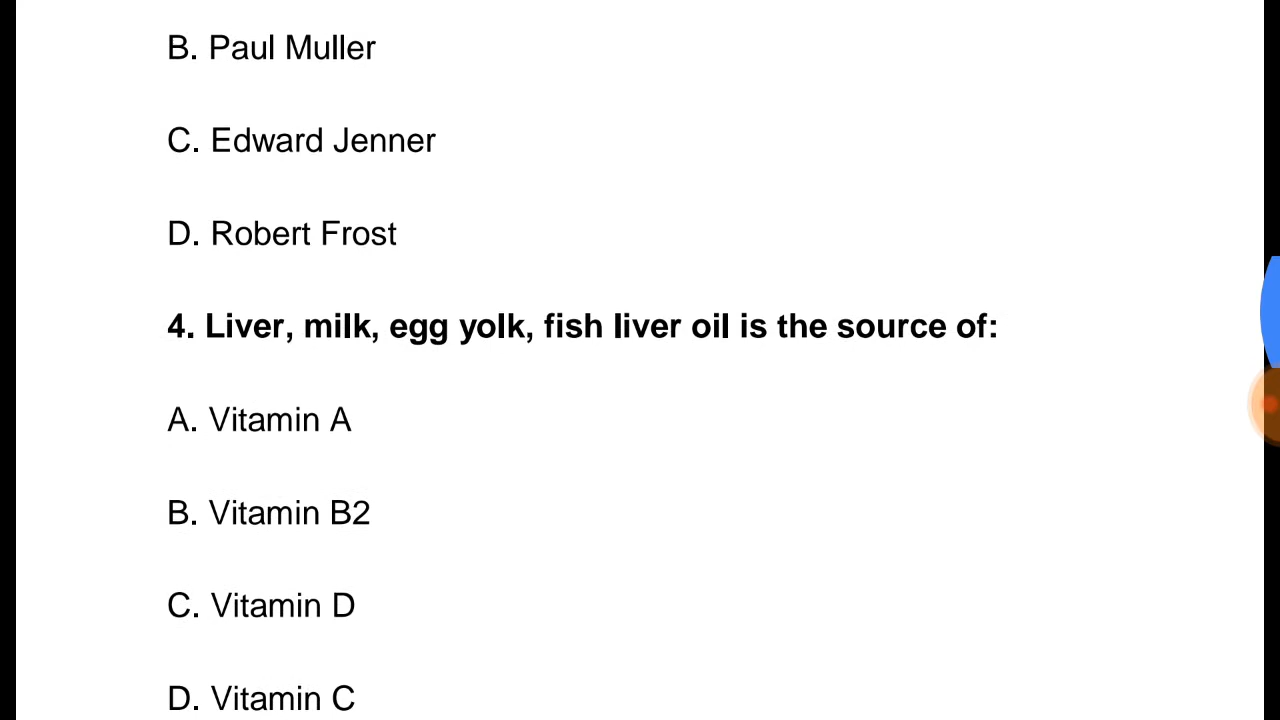 B. Paul Muller
C. Edward Jenner
D. Robert Frost
4. Liver, milk, egg yolk, fish liver oil is the source of:
A. Vitamin A
B. Vitamin B2
C. Vitamin D
D. Vitamin C